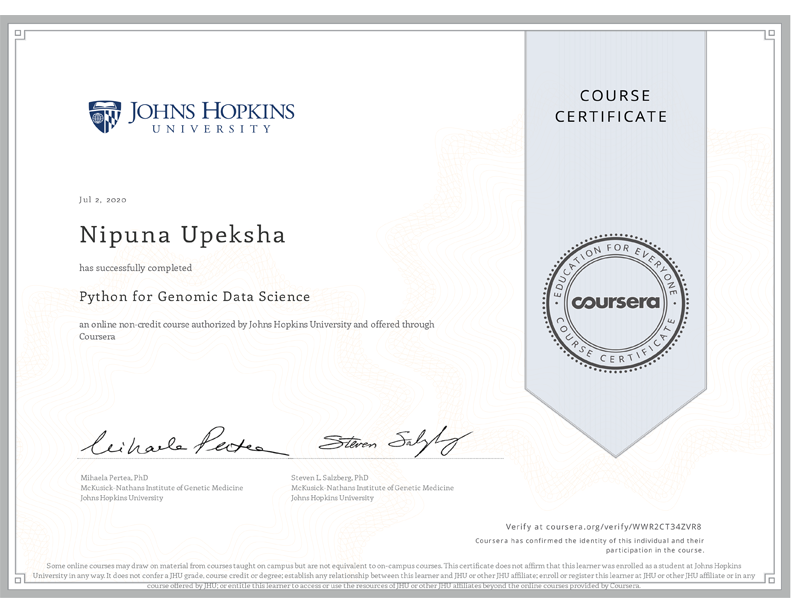 JOHNS HOPKINS
UNIVERSITY
COURSE
CERTIFICATE
Jul 2, 2020
Nipuna Upeksha
has successfully completed
Python for Genomic Data Science
an online non-credit course authorized by Johns Hopkins University and offered through
Coursera
EDUCATION FOR EVERYONE
coursera
COURSE CERTIFICATE
Mihaela Pertea
Steven Salzberg
Mihaela Pertea, PhD
McKusick-Nathans Institute of Genetic Medicine
Johns Hopkins University
Steven L. Salzberg, PhD
McKusick-Nathans Institute of Genetic Medicine
Johns Hopkins University
Verify at coursera.org/verify/WWR2CT34ZVR8
Coursera has confirmed the identity of this individual and their
participation in the course.
Some online courses may draw on material from courses taught on campus but are not equivalent to on-campus courses. This certificate does not affirm that this learner was enrolled as a student at Johns Hopkins
University in any way. It does not confer a JHU grade, course credit or degree; establish any relationship between this learner and JHU or other JHU affiliate; enroll or register this learner at JHU or other JHU affiliate or in any
course offered by JHU; or entitle this learner to access or use the resources of JHU or other JHU affiliates beyond the online courses provided by Coursera.